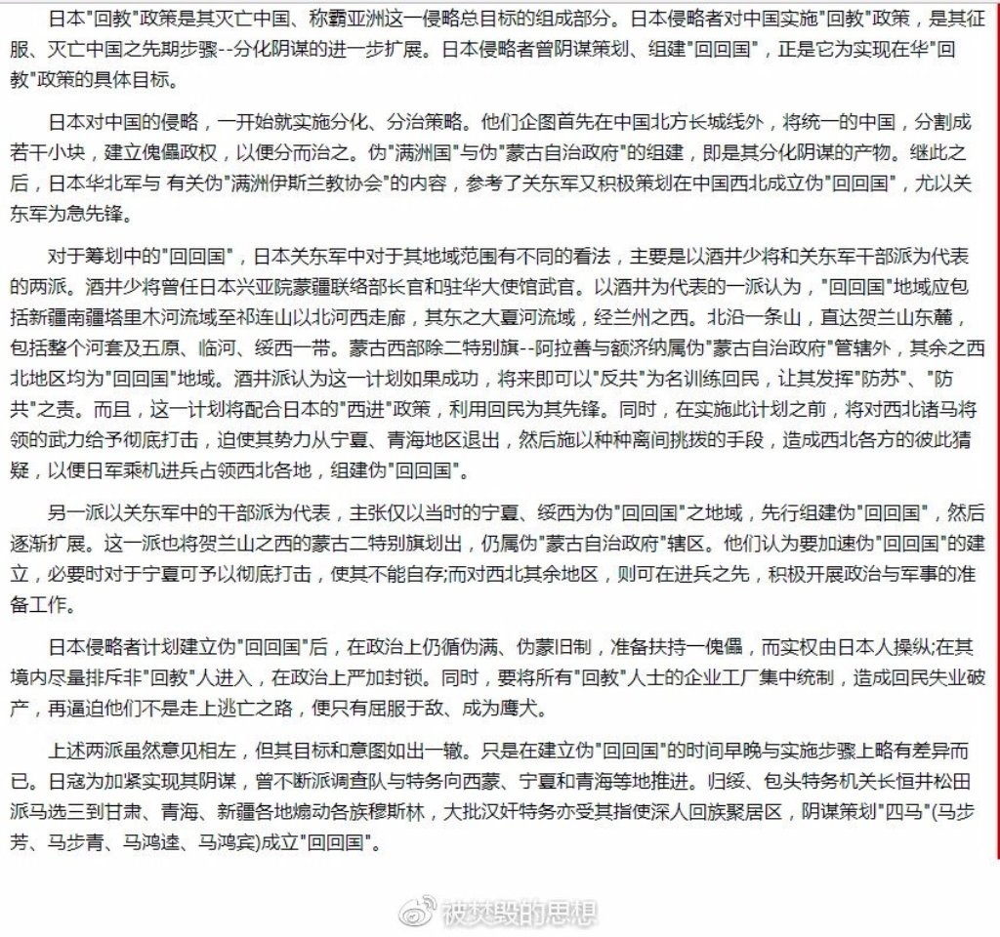 日本"回教"政策是其灭亡中国、称霸亚洲这一侵略总目标的组成部分。日本侵略者对中国实施"回教"政策，是其征
服、灭亡中国之先期步骤--分化阴谋的进一步扩展。日本侵略者曾阴谋策划、组建"回回国"，正是它为实现在华"回
教"政策的具体目标。
日本对中国的侵略，一开始就实施分化、分治策略。他们企图首先在中国北方长城线外，将统一的中国，分割成
若干小块，建立傀儡政权，以便分而治之。伪"满洲国"与伪"蒙古自治政府"的组建，即是其分化阴谋的产物。继此之
后，日本华北军与 有关伪"满洲伊斯兰教协会"的内容，参考了关东军又积极策划在中国西北成立伪"回回国"，尤以关
东军为急先锋。
对于筹划中的"回回国"，日本关东军中对于其地域范围有不同的看法，主要是以酒井少将和关东军干部派为代表
的两派。酒井少将曾任日本兴亚院蒙疆联络部长官和驻华大使馆武官。以酒井为代表的一派认为，"回回国"地域应包
括新疆南疆塔里木河流域至祁连山以北河西走廊，其东之大夏河流域，经兰州之西。北沿一条山，直达贺兰山东麓，
包括整个河套及五原、临河、绥西一带。蒙古西部除二特别旗--阿拉善与额济纳属伪"蒙古自治政府"管辖外，其余之西
北地区均为"回回国"地域。酒井派认为这一计划如果成功，将来即可以"反共"为名训练回民，让其发挥"防苏"、"防
共"之责。而且，这一计划将配合日本的"西进"政策，利用回民为其先锋。同时，在实施此计划之前，将对西北诸马将
领的武力给予彻底打击，迫使其势力从宁夏、青海地区退出，然后施以种种离间挑拨的手段，造成西北各方的彼此猜
疑，以便日军乘机进兵占领西北各地，组建伪"回回国"。
另一派以关东军中的干部派为代表，主张仅以当时的宁夏、绥西为伪"回回国"之地域，先行组建伪"回回国"，然后
逐渐扩展。这一派也将贺兰山之西的蒙古二特别旗划出，仍属伪"蒙古自治政府"辖区。他们认为要加速伪"回回国"的建
立，必要时对于宁夏可予以彻底打击，使其不能自存;而对西北其余地区，则可在进兵之先，积极开展政治与军事的准
备工作。
日本侵略者计划建立伪"回回国"后，在政治上仍循伪满、伪蒙旧制，准备扶持一傀儡，而实权由日本人操纵;在其
境内尽量排斥非"回教"人进入，在政治上严加封锁。同时，要将所有"回教"人士的企业工厂集中统制，造成回民失业破
产，再逼迫他们不是走上逃亡之路，便只有屈服于敌、成为鹰犬。
上述两派虽然意见相左，但其目标和意图如出一辙。只是在建立伪"回回国"的时间早晚与实施步骤上略有差异而
已。日寇为加紧实现其阴谋，曾不断派调查队与特务向西蒙、宁夏和青海等地推进。归绥、包头特务机关长恒井松田
派马选三到甘肃、青海、新疆各地煽动各族穆斯林，大批汉奸特务亦受其指使深人回族聚居区，阴谋策划"四马"(马步
芳、马步青、马鸿逵、马鸿宾)成立"回回国"。
被焚毁的思想